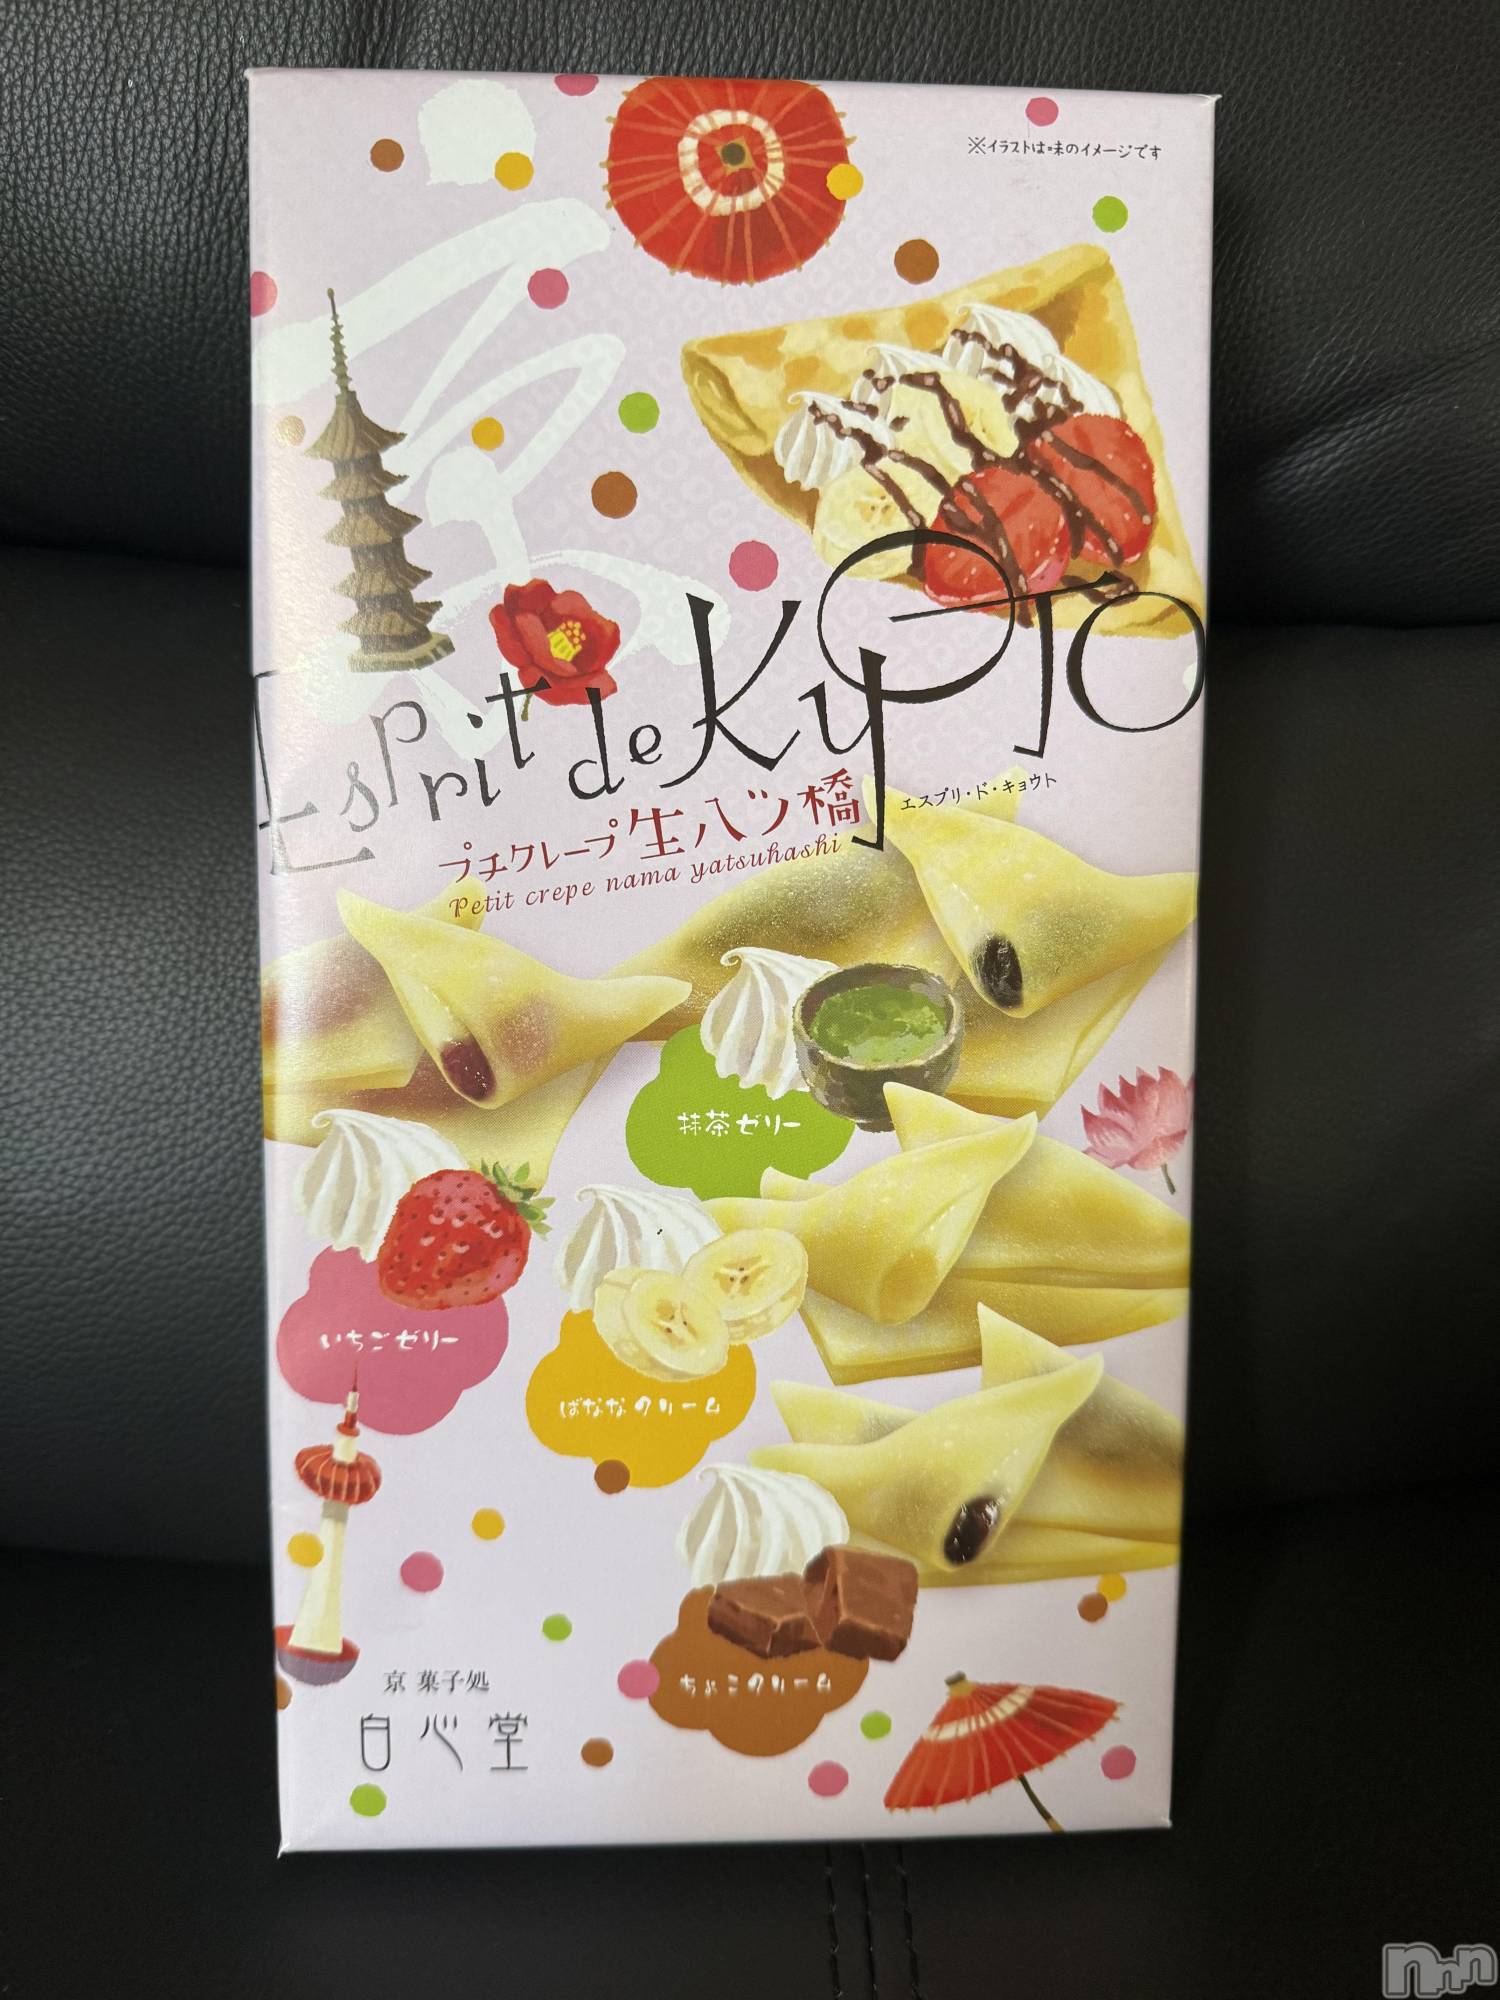 ※イラストは味のイメージです
京
Esprit de KyOTO
エスプリ・ド・キョウト
プチクレープ生八ツ橋
Petit crepe nama yatsuhashi
抹茶ゼリー
いちごゼリー
ばななクリーム
ちょこクリーム
京菓子処
白心堂
nnn